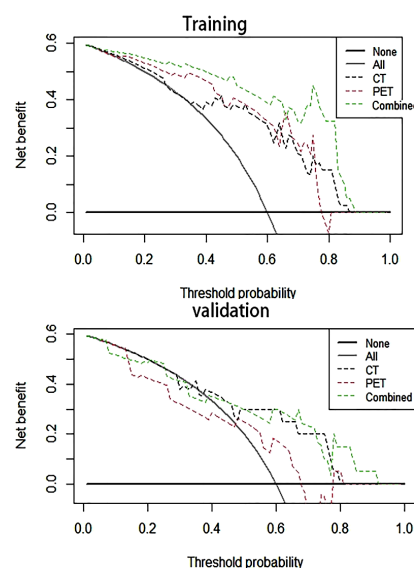 Training
0.6
0.4
0.2
0.0
Net benefit
None
All
CT
PET
Combined
0.0 0.2 0.4 0.6 0.8 1.0
Threshold probability
validation
0.6
0.4
0.2
0.0
Net benefit
None
All
CT
PET
Combined
0.0 0.2 0.4 0.6 0.8 1.0
Threshold probability